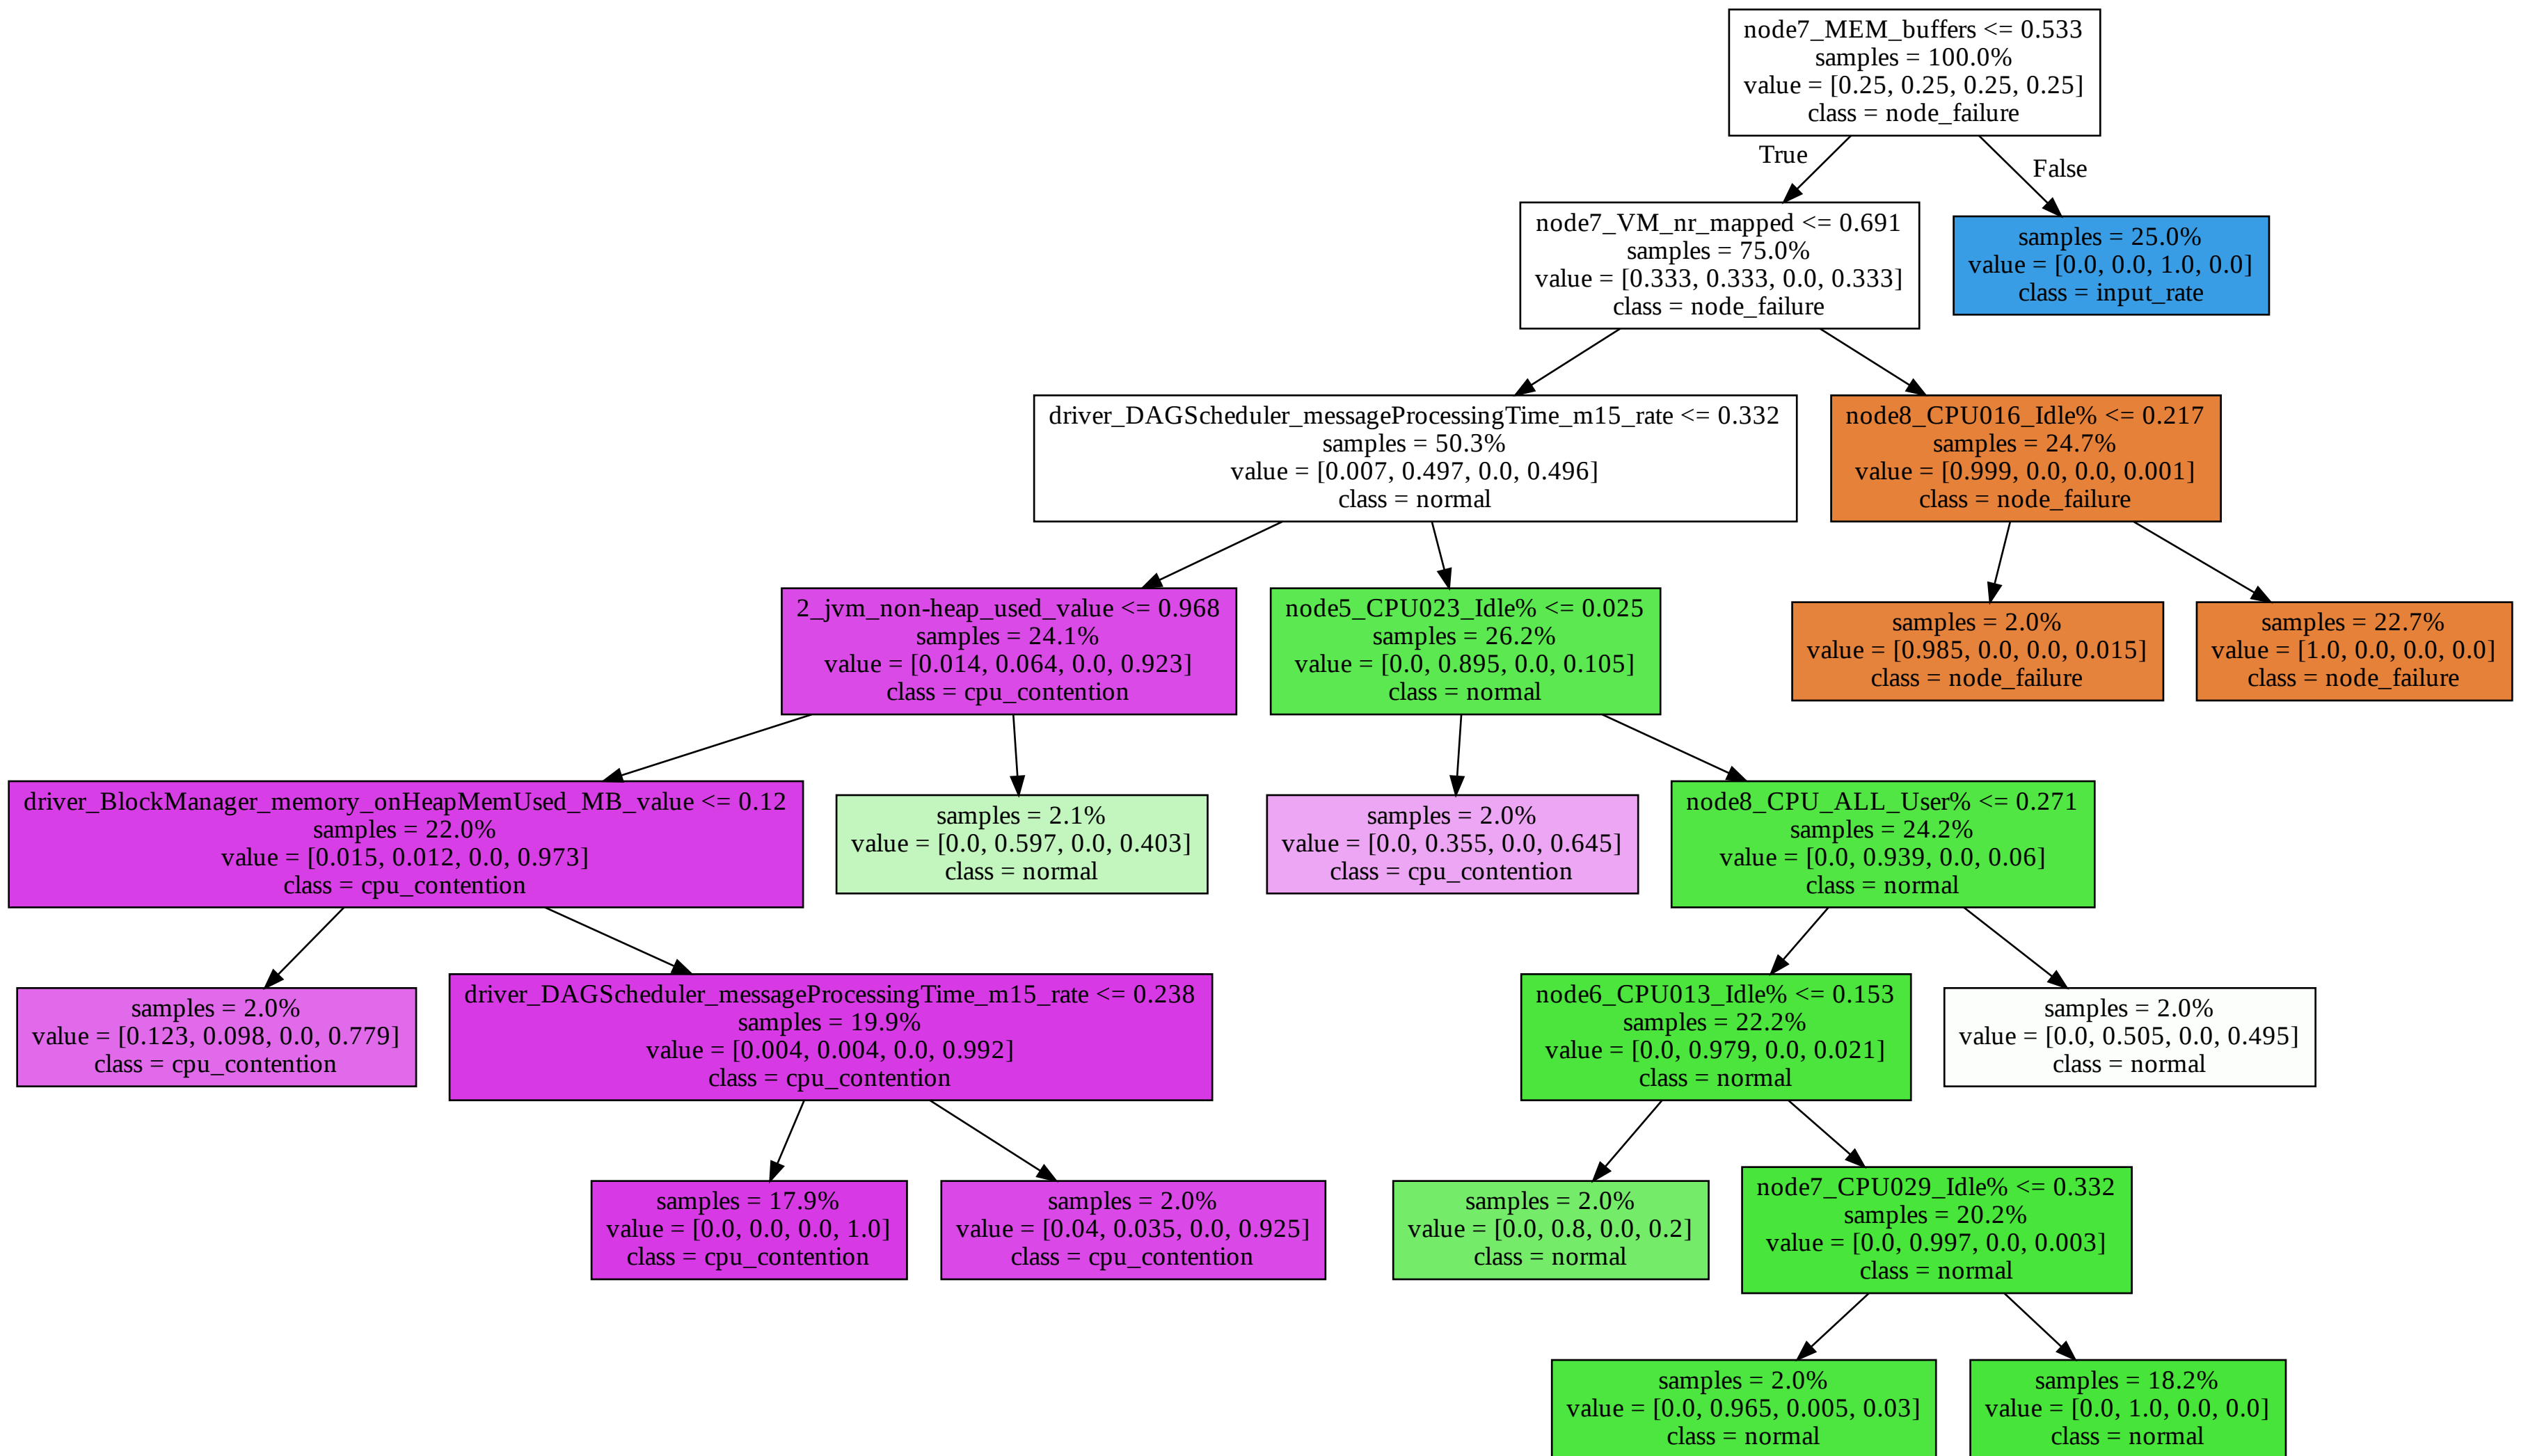 node7_MEM_buffers <= 0.533
samples = 100.0%
value = [0.25, 0.25, 0.25, 0.25]
class = node_failure
True
False
node7_VM_nr_mapped <= 0.691
samples = 75.0%
value = [0.333, 0.333, 0.0, 0.333]
class = node_failure
samples = 25.0%
value = [0.0, 0.0, 1.0, 0.0]
class = input_rate
driver_DAGScheduler_messageProcessingTime_m15_rate <= 0.332
samples = 50.3%
value = [0.007, 0.497, 0.0, 0.496]
class = normal
node8_CPU016_Idle% <= 0.217
samples = 24.7%
value = [0.999, 0.0, 0.0, 0.001]
class = node_failure
2_jvm_non-heap_used_value <= 0.968
samples = 24.1%
value = [0.014, 0.064, 0.0, 0.923]
class = cpu_contention
node5_CPU023_Idle% <= 0.025
samples = 26.2%
value = [0.0, 0.895, 0.0, 0.105]
class = normal
samples = 2.0%
value = [0.985, 0.0, 0.0, 0.015]
class = node_failure
samples = 22.7%
value = [1.0, 0.0, 0.0, 0.0]
class = node_failure
driver_BlockManager_memory_onHeapMemUsed_MB_value <= 0.12
samples = 22.0%
value = [0.015, 0.012, 0.0, 0.973]
class = cpu_contention
samples = 2.1%
value = [0.0, 0.597, 0.0, 0.403]
class = normal
samples = 2.0%
value = [0.0, 0.355, 0.0, 0.645]
class = cpu_contention
node8_CPU_ALL_User% <= 0.271
samples = 24.2%
value = [0.0, 0.939, 0.0, 0.06]
class = normal
samples = 2.0%
value = [0.123, 0.098, 0.0, 0.779]
class = cpu_contention
driver_DAGScheduler_messageProcessingTime_m15_rate <= 0.238
samples = 19.9%
value = [0.004, 0.004, 0.0, 0.992]
class = cpu_contention
node6_CPU013_Idle% <= 0.153
samples = 22.2%
value = [0.0, 0.979, 0.0, 0.021]
class = normal
samples = 2.0%
value = [0.0, 0.505, 0.0, 0.495]
class = normal
samples = 17.9%
value = [0.0, 0.0, 0.0, 1.0]
class = cpu_contention
samples = 2.0%
value = [0.04, 0.035, 0.0, 0.925]
class = cpu_contention
samples = 2.0%
value = [0.0, 0.8, 0.0, 0.2]
class = normal
node7_CPU029_Idle% <= 0.332
samples = 20.2%
value = [0.0, 0.997, 0.0, 0.003]
class = normal
samples = 2.0%
value = [0.0, 0.965, 0.005, 0.03]
class = normal
samples = 18.2%
value = [0.0, 1.0, 0.0, 0.0]
class = normal